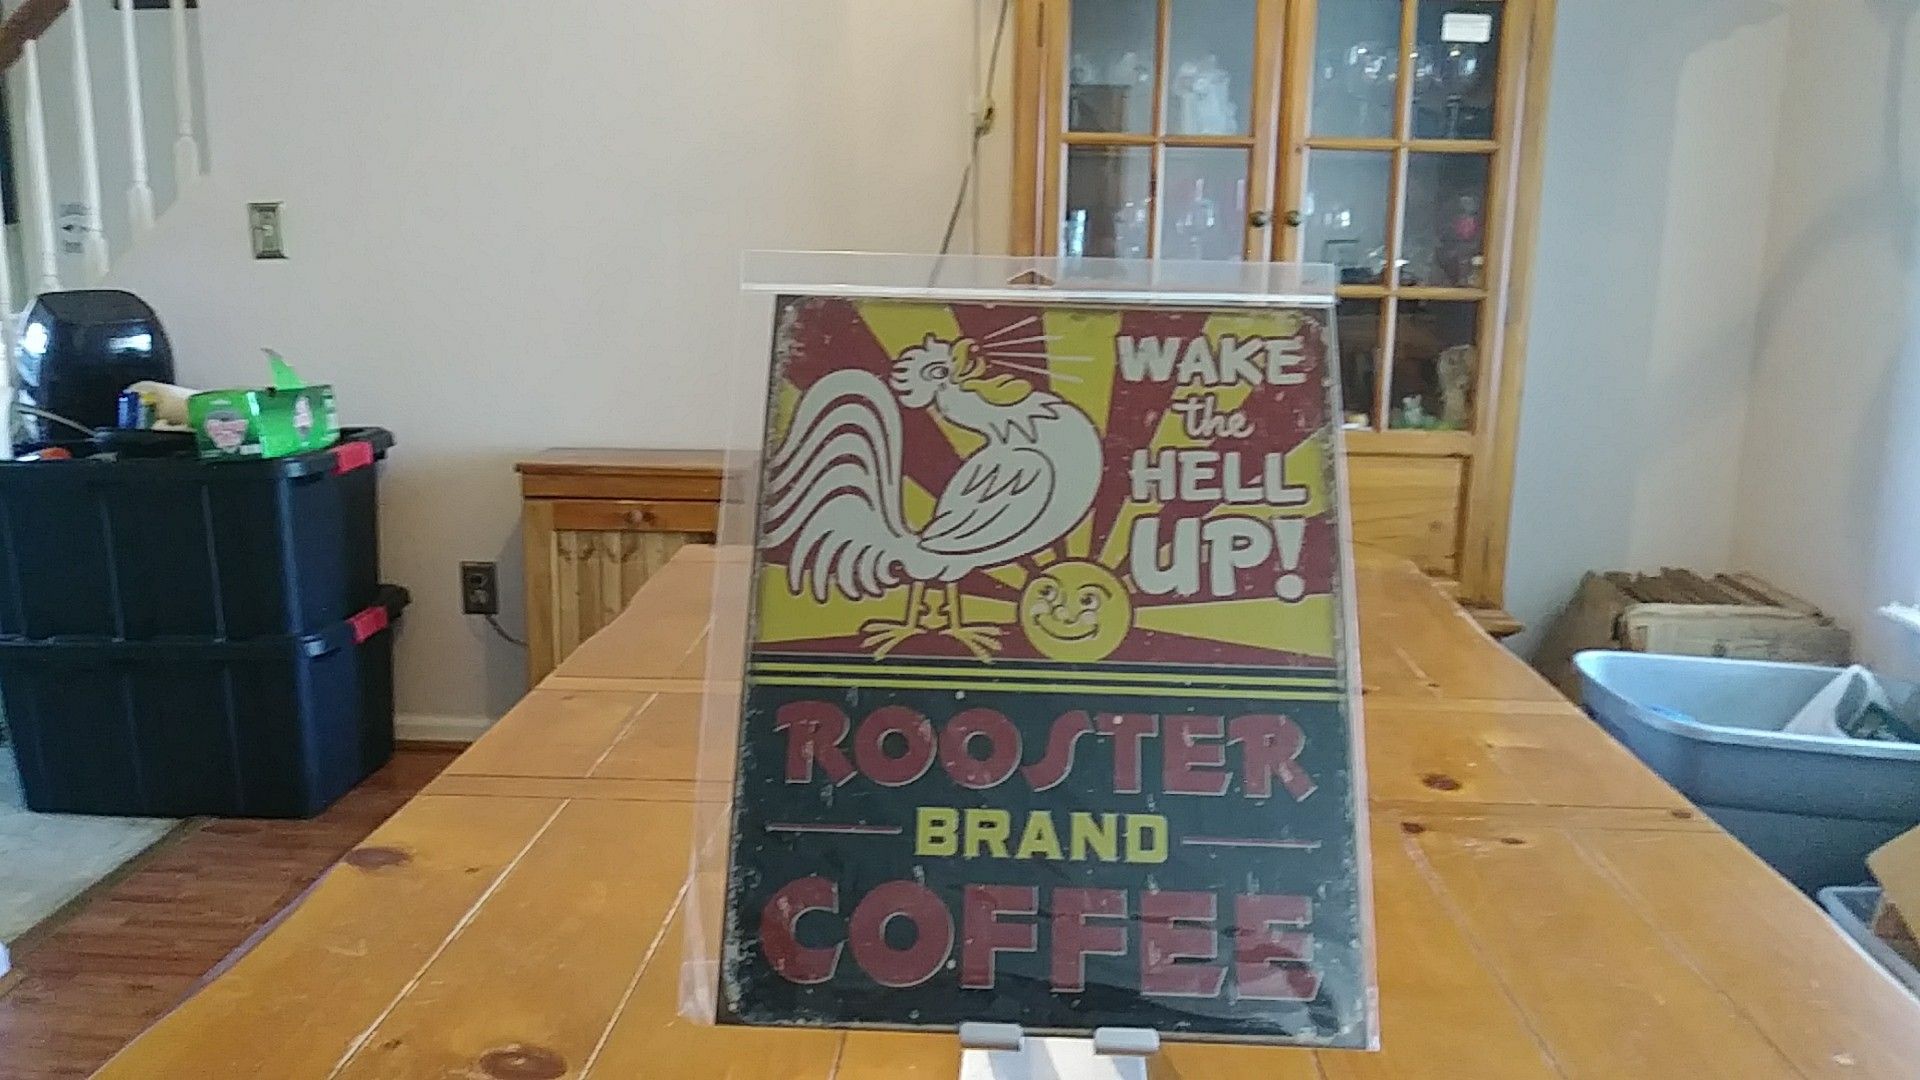 WAKE
the
HELL
UP!
ROOSTER
BRAND
COFFEE